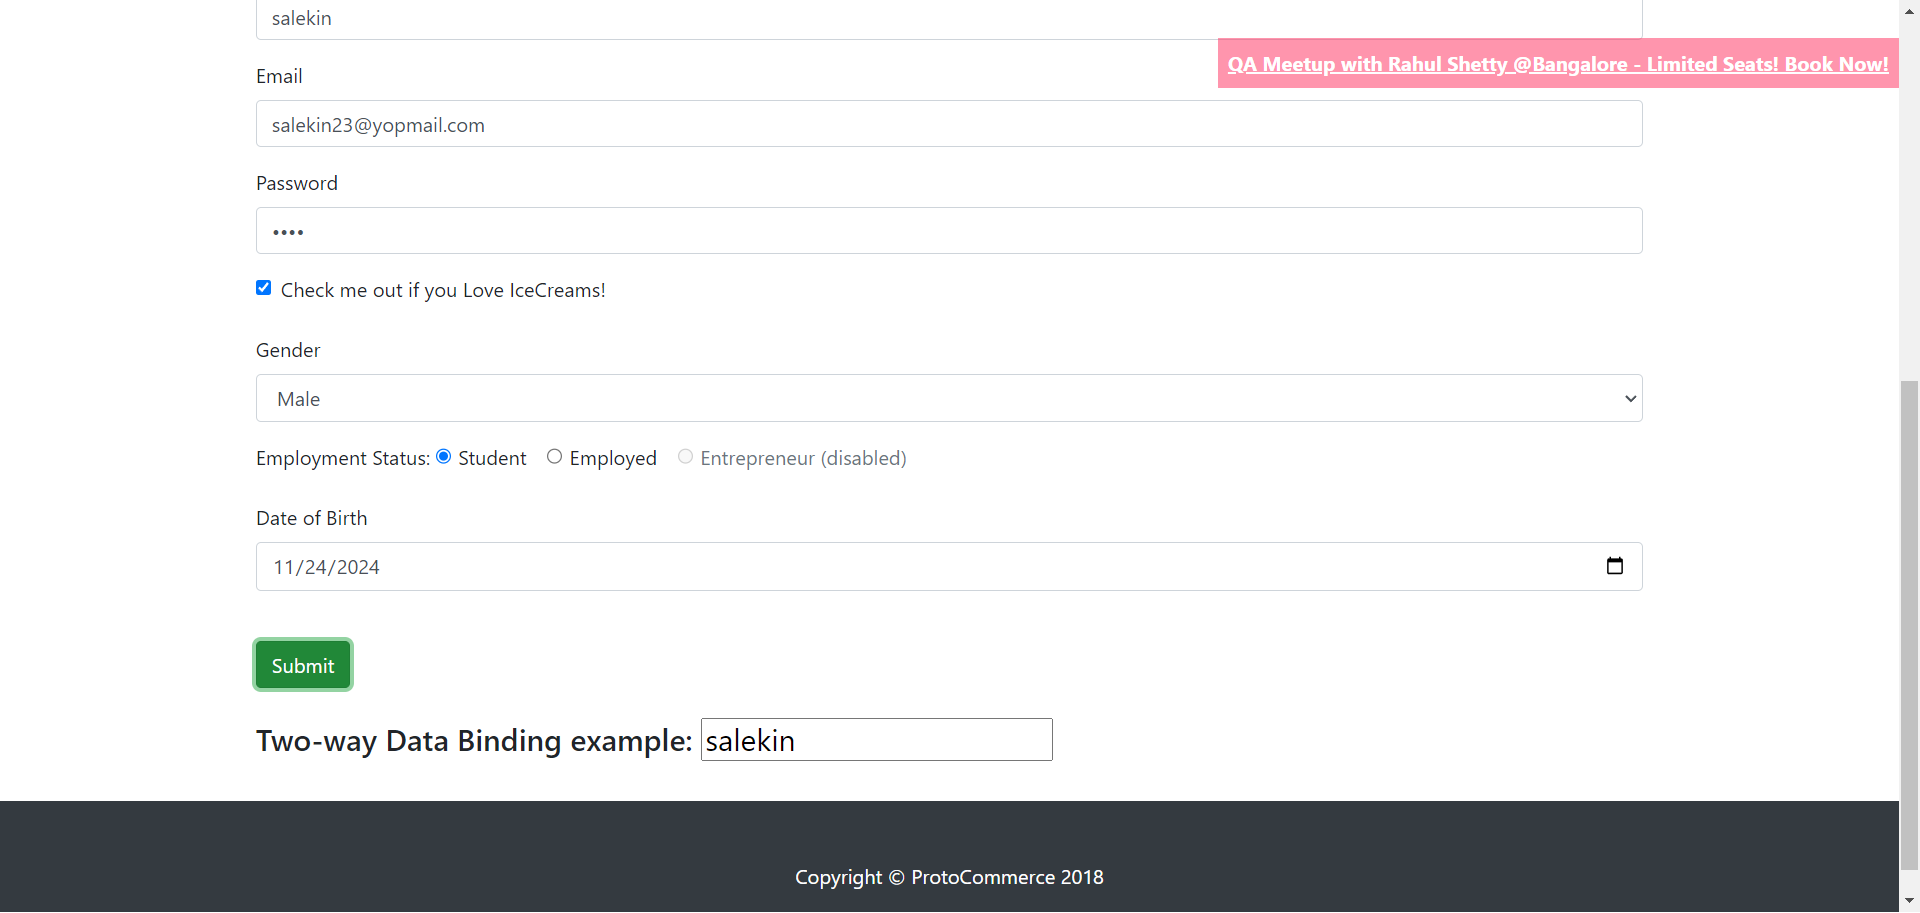 salekin
QA Meetup with Rahul Shetty @Bangalore - Limited Seats! Book Now!
Email
salekin23@yopmail.com
Password
••••
Check me out if you Love IceCreams!
Gender
Male
Employment Status: Student Employed Entrepreneur (disabled)
Date of Birth
11/24/2024
Submit
Two-way Data Binding example: salekin
Copyright © ProtoCommerce 2018